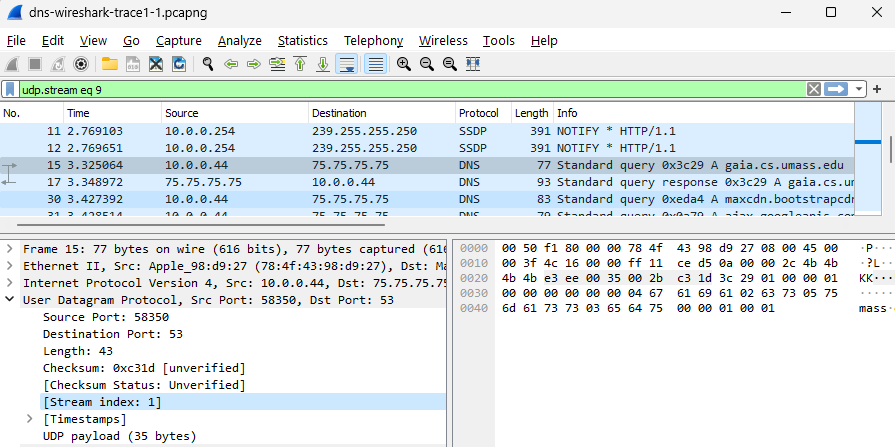 dns-wireshark-trace1-1.pcapng
File Edit View Go Capture Analyze Statistics Telephony Wireless Tools Help
udp.stream eq 9
No. Time Source Destination Protocol Length Info
11 2.769103 10.0.0.254 239.255.255.250 SSDP 391 NOTIFY * HTTP/1.1
12 2.769651 10.0.0.254 239.255.255.250 SSDP 391 NOTIFY * HTTP/1.1
15 3.325064 10.0.0.44 75.75.75.75 DNS 77 Standard query 0x3c29 A gaia.cs.umass.edu
17 3.348972 75.75.75.75 10.0.0.44 DNS 93 Standard query response 0x3c29 A gaia.cs.u
30 3.427392 10.0.0.44 75.75.75.75 DNS 83 Standard query 0xeda4 A maxcdn.bootstrapcd
31 3.428514 10.0.0.44 75.75.75.75 DNS 79 Standard query 0x0a79 A ajax.googleapis.co
Frame 15: 77 bytes on wire (616 bits), 77 bytes captured (616
Ethernet II, Src: Apple_98:d9:27 (78:4f:43:98:d9:27), Dst: Ma
Internet Protocol Version 4, Src: 10.0.0.44, Dst: 75.75.75.75
User Datagram Protocol, Src Port: 58350, Dst Port: 53
Source Port: 58350
Destination Port: 53
Length: 43
Checksum: 0xc31d [unverified]
[Checksum Status: Unverified]
[Stream index: 1]
[Timestamps]
UDP payload (35 bytes)
0000 00 50 f1 80 00 00 78 4f 43 98 d9 27 08 00 45 00 ·P····
0010 00 3f 4c 16 00 00 ff 11 ce d5 0a 00 00 2c 4b 4b ·?L···
0020 4b 4b e3 ee 00 35 00 2b c3 1d 3c 29 01 00 00 01 KK····
0030 00 00 00 00 00 00 04 67 61 69 61 02 63 73 05 75 ······
0040 6d 61 73 73 03 65 64 75 00 00 01 00 01 mass·